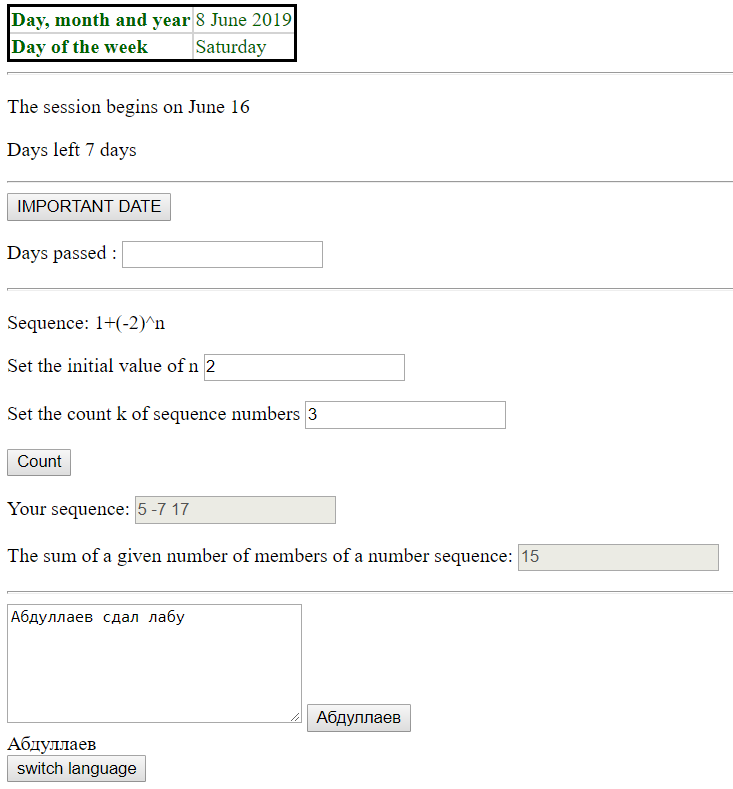 Day, month and year 8 June 2019
Day of the week Saturday
The session begins on June 16
Days left 7 days
IMPORTANT DATE
Days passed :
Sequence: 1+(-2)^n
Set the initial value of n 2
Set the count k of sequence numbers 3
Count
Your sequence: 5 -7 17
The sum of a given number of members of a number sequence: 15
Абдуллаев сдал лабу
Абдуллаев
Абдуллаев
switch language